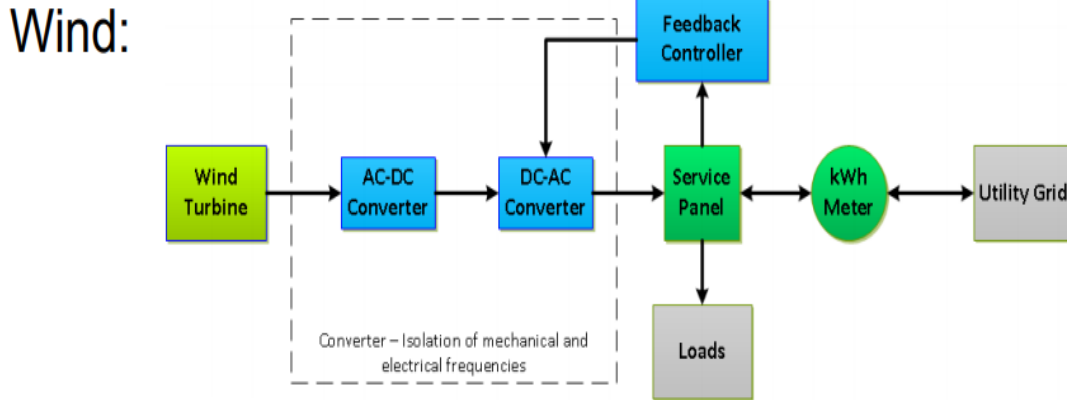 Wind:
Feedback
Controller
Wind
Turbine
AC-DC
Converter
DC-AC
Converter
Service
Panel
kWh
Meter
Utility Grid
Converter – Isolation of mechanical and
electrical frequencies
Loads